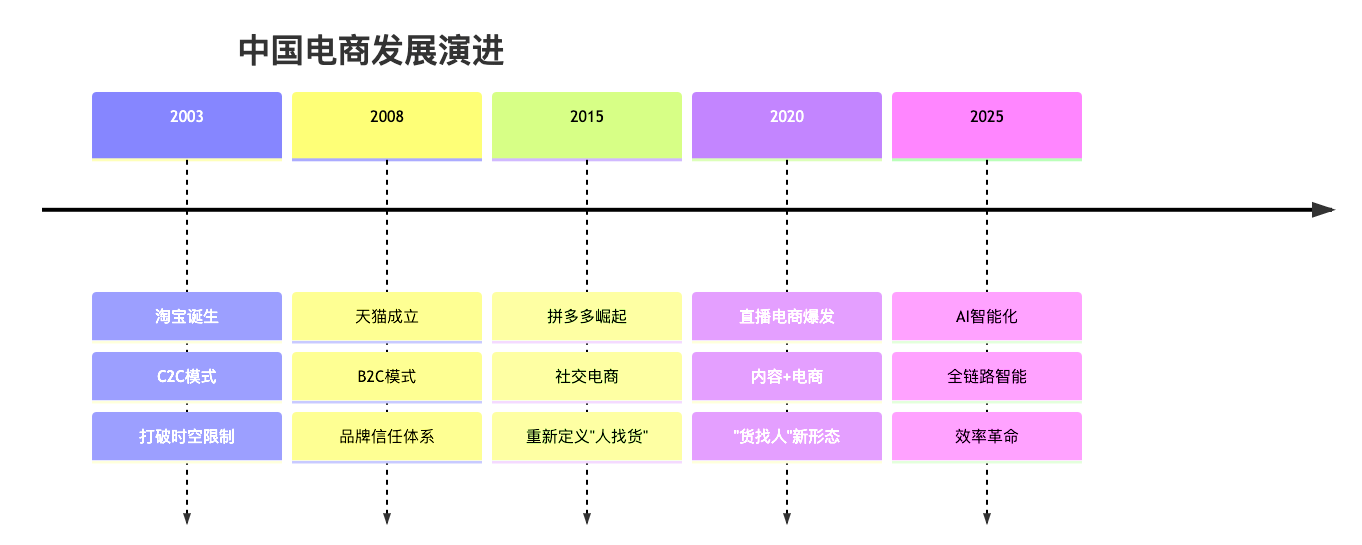 中国电商发展演进
2003
2008
2015
2020
2025
淘宝诞生
天猫成立
拼多多崛起
直播电商爆发
AI智能化
C2C模式
B2C模式
社交电商
内容+电商
全链路智能
打破时空限制
品牌信任体系
重新定义"人找货"
"货找人"新形态
效率革命